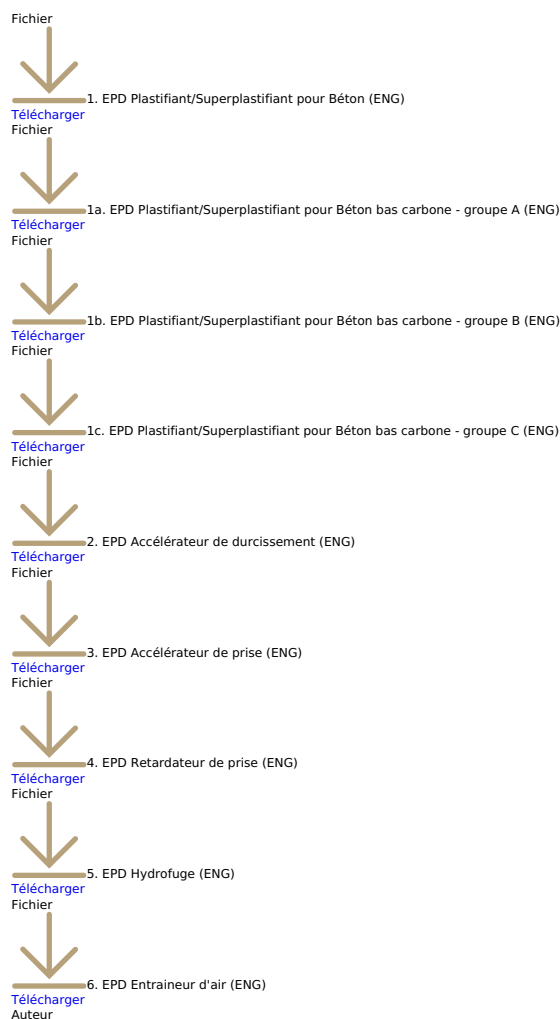 Fichier
1. EPD Plastifiant/Superplastifiant pour Béton (ENG)
Télécharger
Fichier
1a. EPD Plastifiant/Superplastifiant pour Béton bas carbone - groupe A (ENG)
Télécharger
Fichier
1b. EPD Plastifiant/Superplastifiant pour Béton bas carbone - groupe B (ENG)
Télécharger
Fichier
1c. EPD Plastifiant/Superplastifiant pour Béton bas carbone - groupe C (ENG)
Télécharger
Fichier
2. EPD Accélérateur de durcissement (ENG)
Télécharger
Fichier
3. EPD Accélérateur de prise (ENG)
Télécharger
Fichier
4. EPD Retardateur de prise (ENG)
Télécharger
Fichier
5. EPD Hydrofuge (ENG)
Télécharger
Fichier
6. EPD Entraineur d'air (ENG)
Télécharger
Auteur